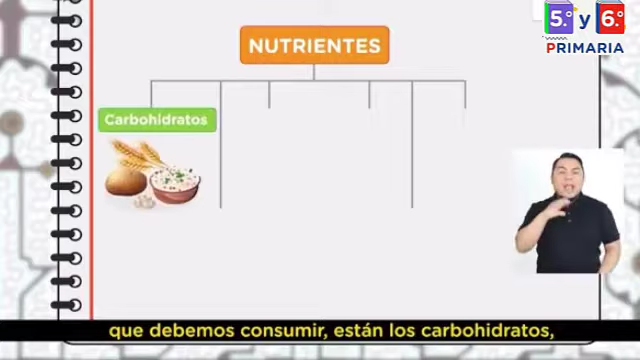 5.º y 6.º
PRIMARIA
NUTRIENTES
Carbohidratos
que debemos consumir, están los carbohidratos,